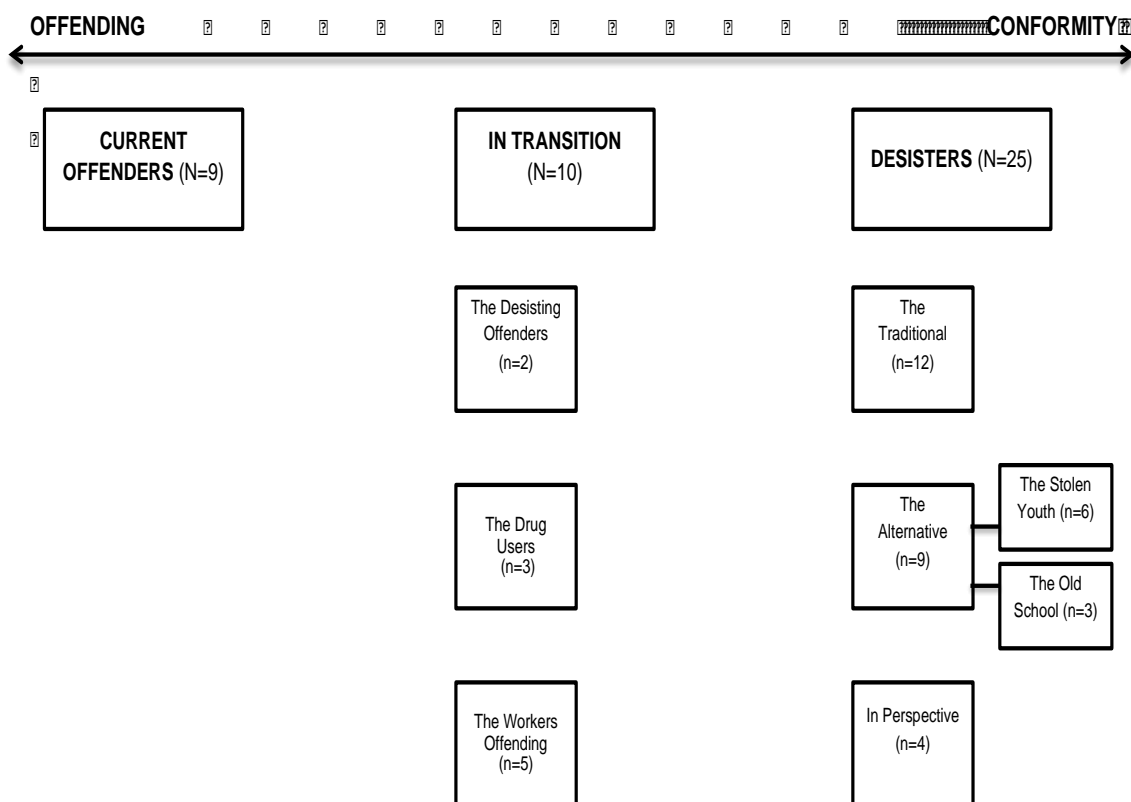 OFFENDING CONFORMITY
CURRENT
OFFENDERS (N=9)
IN TRANSITION
(N=10)
DESISTERS (N=25)
The Desisting
Offenders
(n=2)
The
Traditional
(n=12)
The Drug
Users
(n=3)
The
Alternative
(n=9)
The Stolen
Youth (n=6)
The Old
School (n=3)
The Workers
Offending
(n=5)
In Perspective
(n=4)